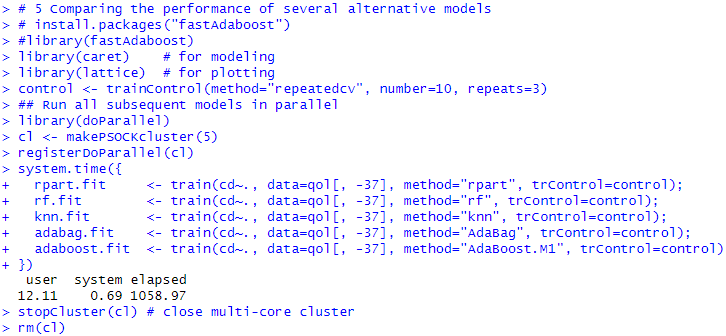 > # 5 Comparing the performance of several alternative models
> # install.packages("fastAdaboost")
> #library(fastAdaboost)
> library(caret)    # for modeling
> library(lattice)  # for plotting
> control <- trainControl(method="repeatedcv", number=10, repeats=3)
> ## Run all subsequent models in parallel
> library(doParallel)
> cl <- makePSOCKcluster(5)
> registerDoParallel(cl)
> system.time({
+   rpart.fit     <- train(cd~., data=qol[, -37], method="rpart", trControl=control);
+   rf.fit        <- train(cd~., data=qol[, -37], method="rf", trControl=control);
+   knn.fit       <- train(cd~., data=qol[, -37], method="knn", trControl=control);
+   adabag.fit    <- train(cd~., data=qol[, -37], method="AdaBag", trControl=control);
+   adaboost.fit  <- train(cd~., data=qol[, -37], method="AdaBoost.M1", trControl=control)
+ })
   user  system elapsed
  12.11    0.69 1058.97
> stopCluster(cl) # close multi-core cluster
> rm(cl)